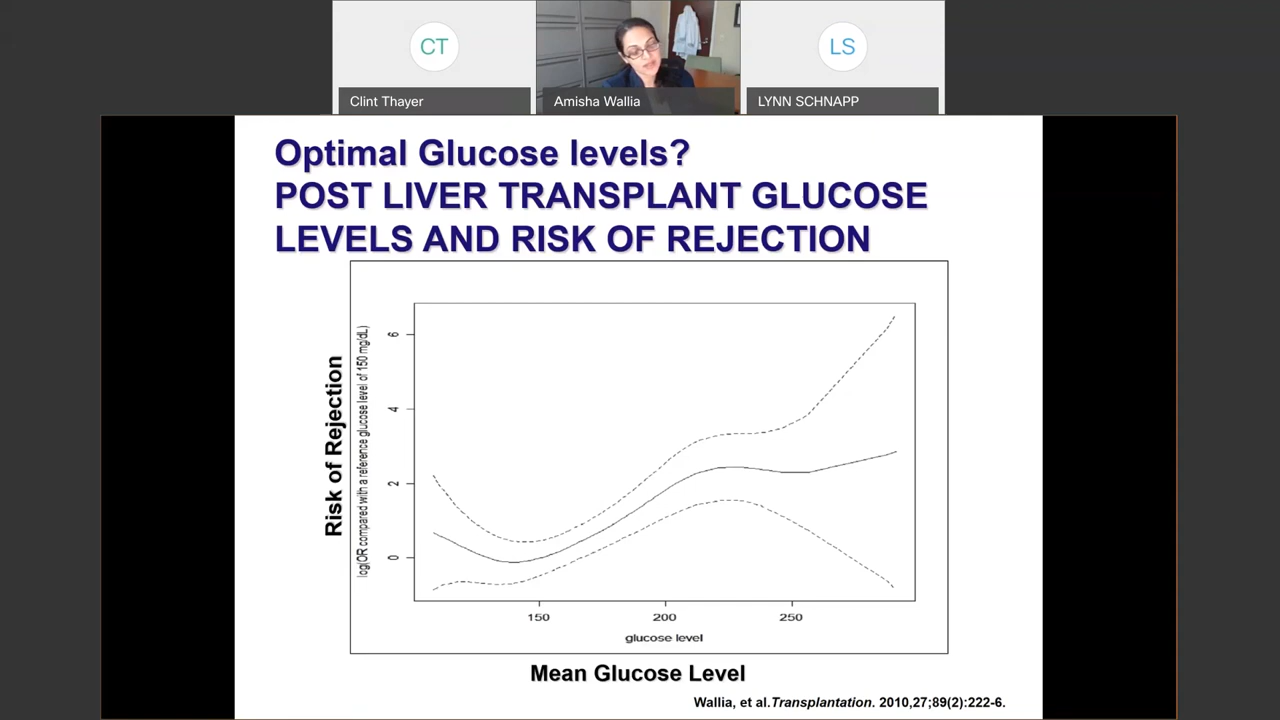 CT
LS
Clint Thayer
Amisha Wallia
LYNN SCHNAPP
Optimal Glucose levels?
POST LIVER TRANSPLANT GLUCOSE
LEVELS AND RISK OF REJECTION
Risk of Rejection
log(OR compared with a reference glucose level of 150 mg/dL)
6
4
2
0
150
200
250
glucose level
Mean Glucose Level
Wallia, et al.Transplantation. 2010,27;89(2):222-6.